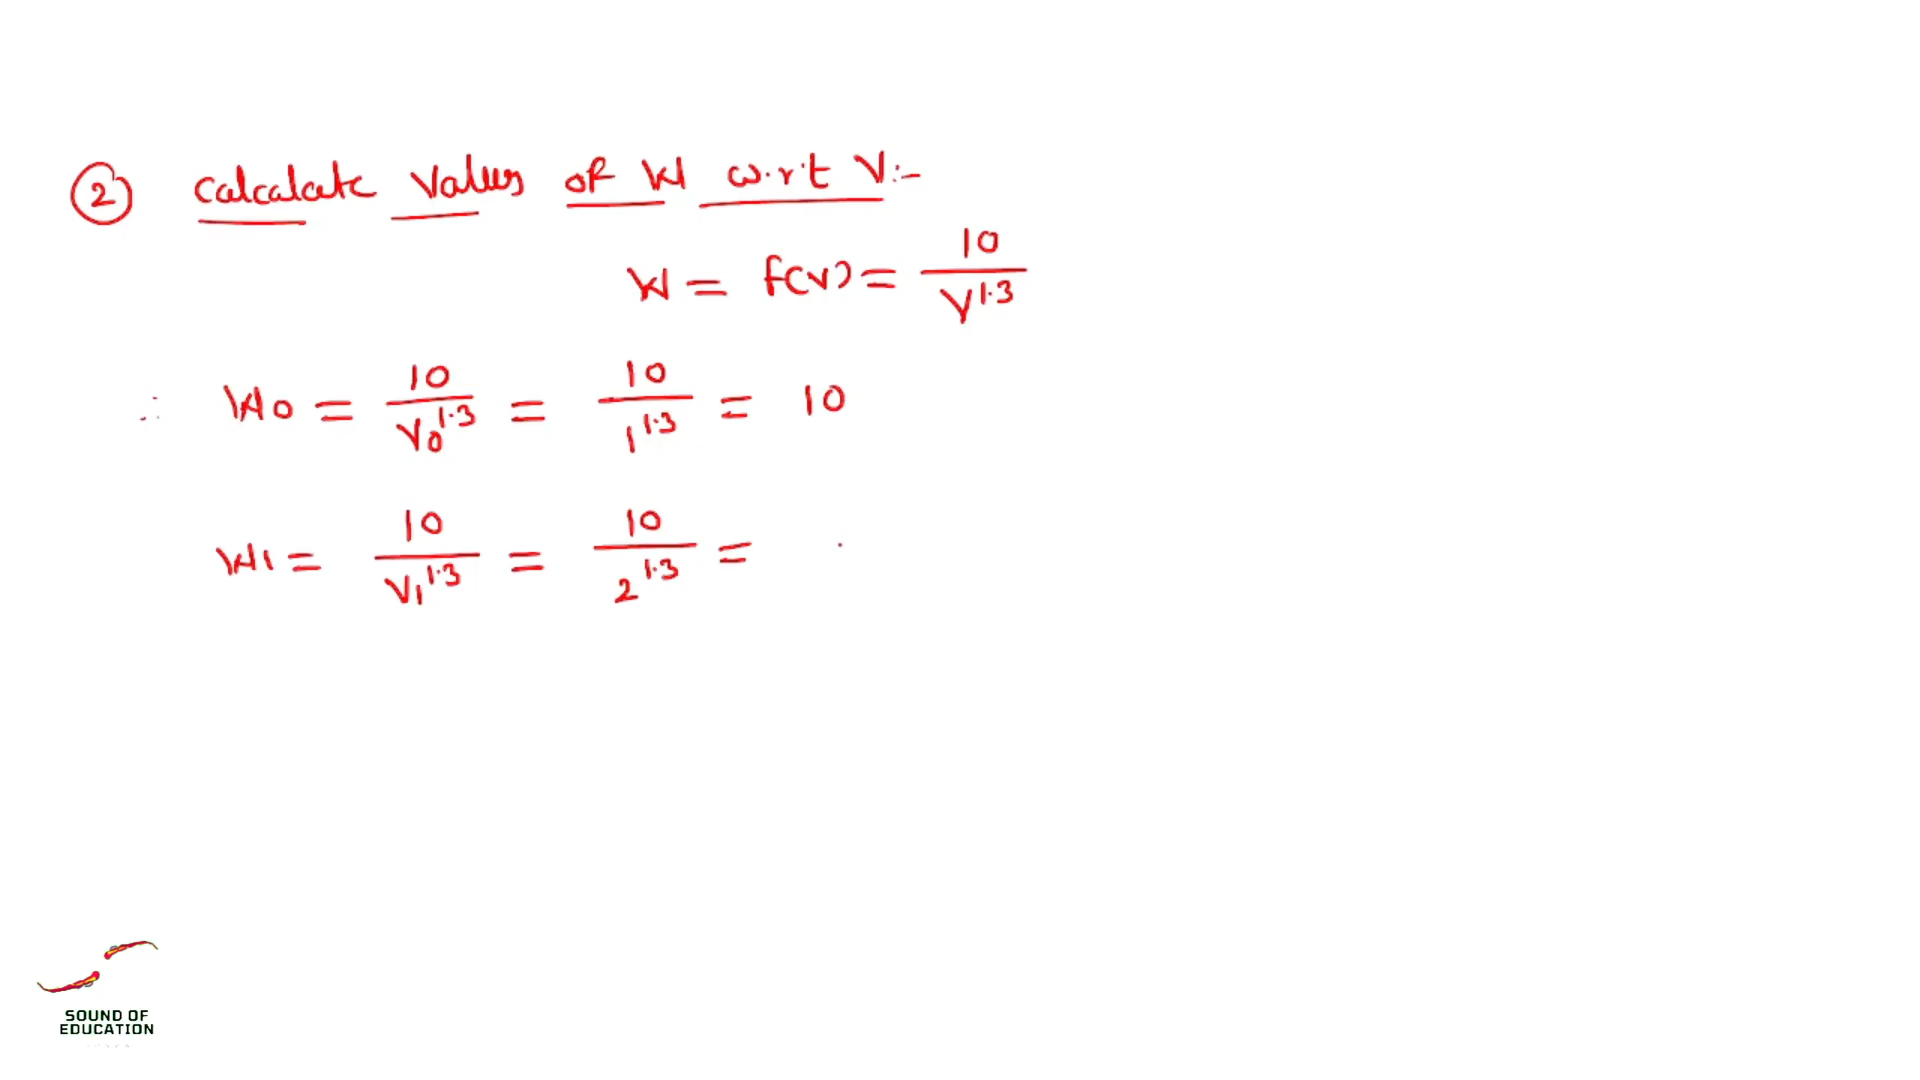 ② Calculate Values of W w.r.t V:-
W = f(V) = 10 / V^1.3
∴ W0 = 10 / V0^1.3 = 10 / 1^1.3 = 10
W1 = 10 / V1^1.3 = 10 / 2^1.3 =
SOUND OF
EDUCATION